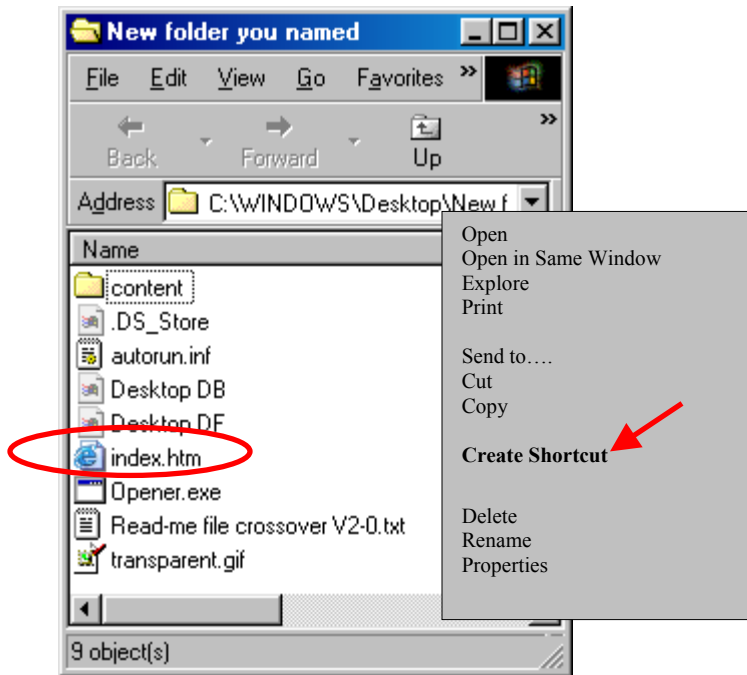 New folder you named
File Edit View Go Favorites »
Back Forward Up »
Address C:\WINDOWS\Desktop\New f
Name
content
.DS_Store
autorun.inf
Desktop DB
Desktop DF
index.htm
Opener.exe
Read-me file crossover V2-0.txt
transparent.gif
9 object(s)
Open
Open in Same Window
Explore
Print
Send to….
Cut
Copy
Create Shortcut
Delete
Rename
Properties